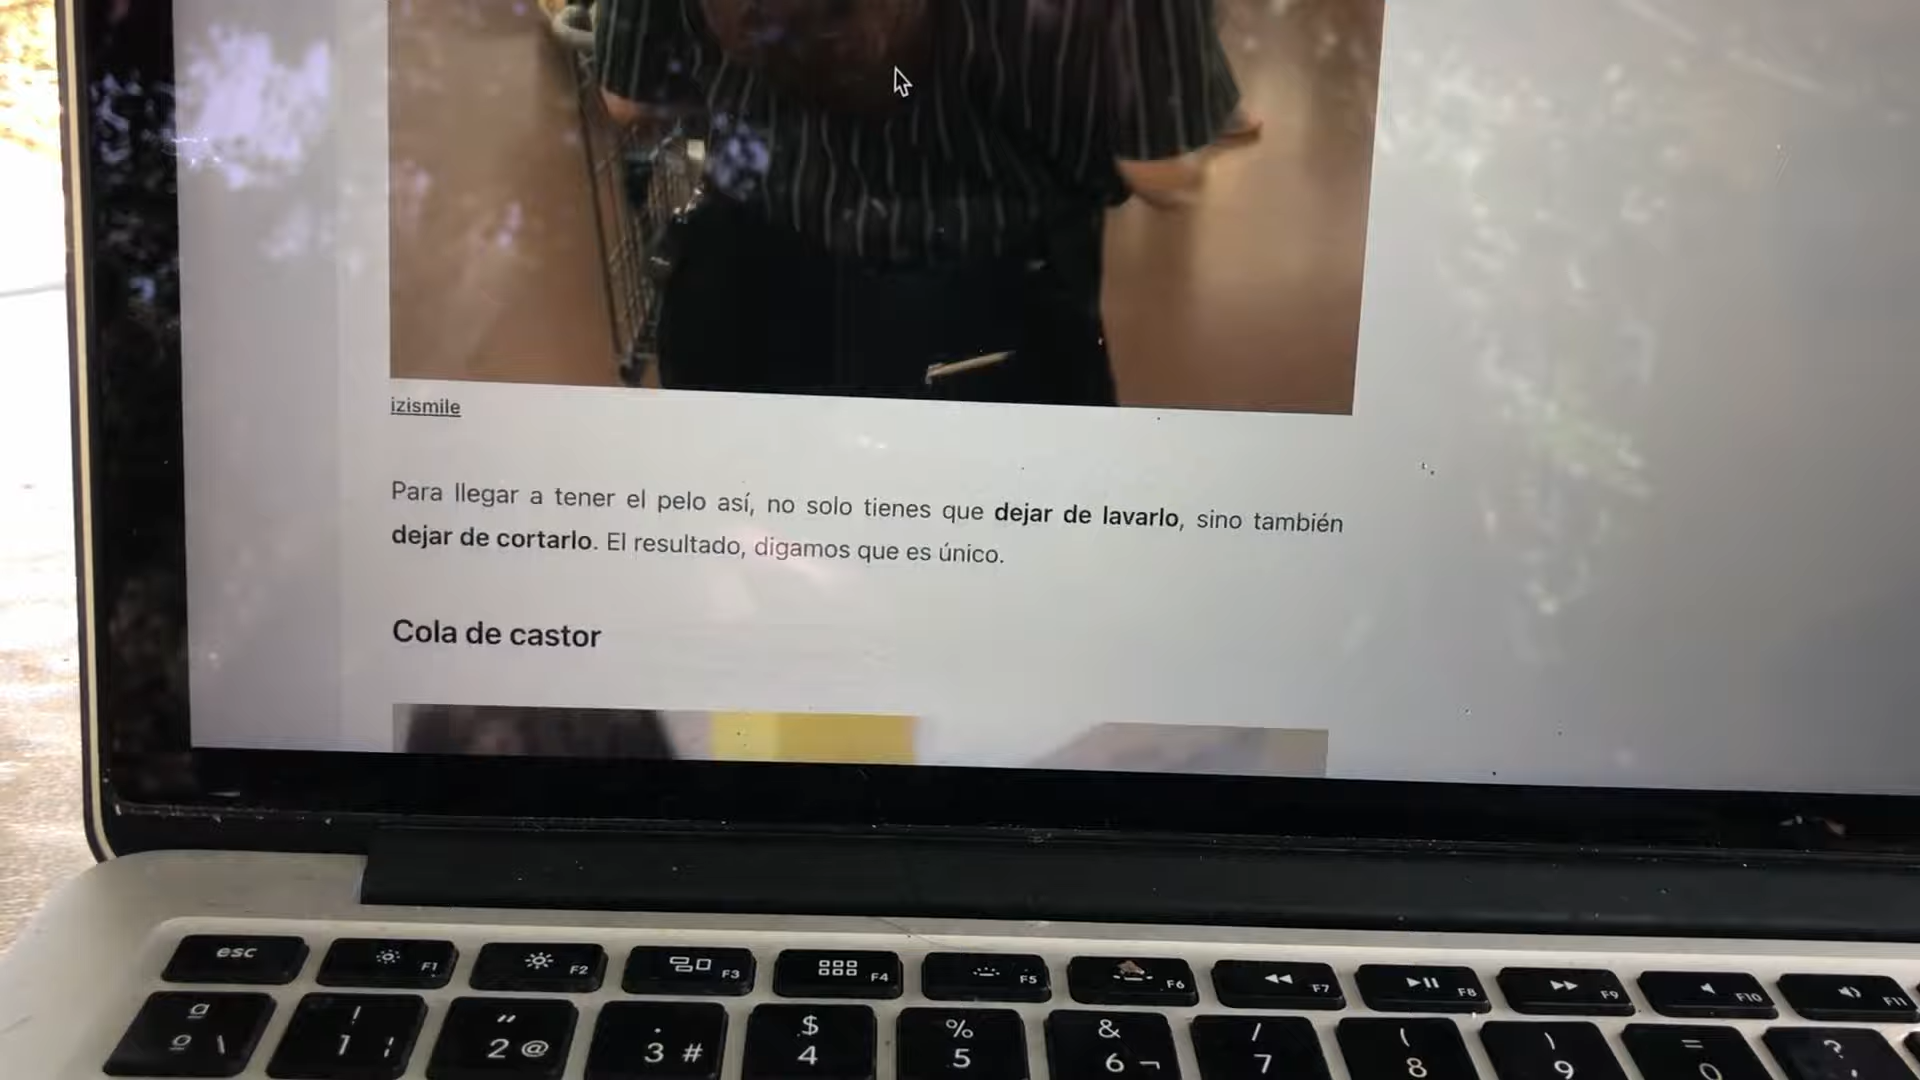 izismile
Para llegar a tener el pelo así, no solo tienes que dejar de lavarlo, sino también
dejar de cortarlo. El resultado, digamos que es único.
Cola de castor
esc F1 F2 F3 F4 F5 F6 F7 F8 F9 F10 F11
a ! " · $ % & / ( ) = ?
o \ 1 ¦ 2 @ 3 # 4 5 6 ¬ 7 8 9 0 '